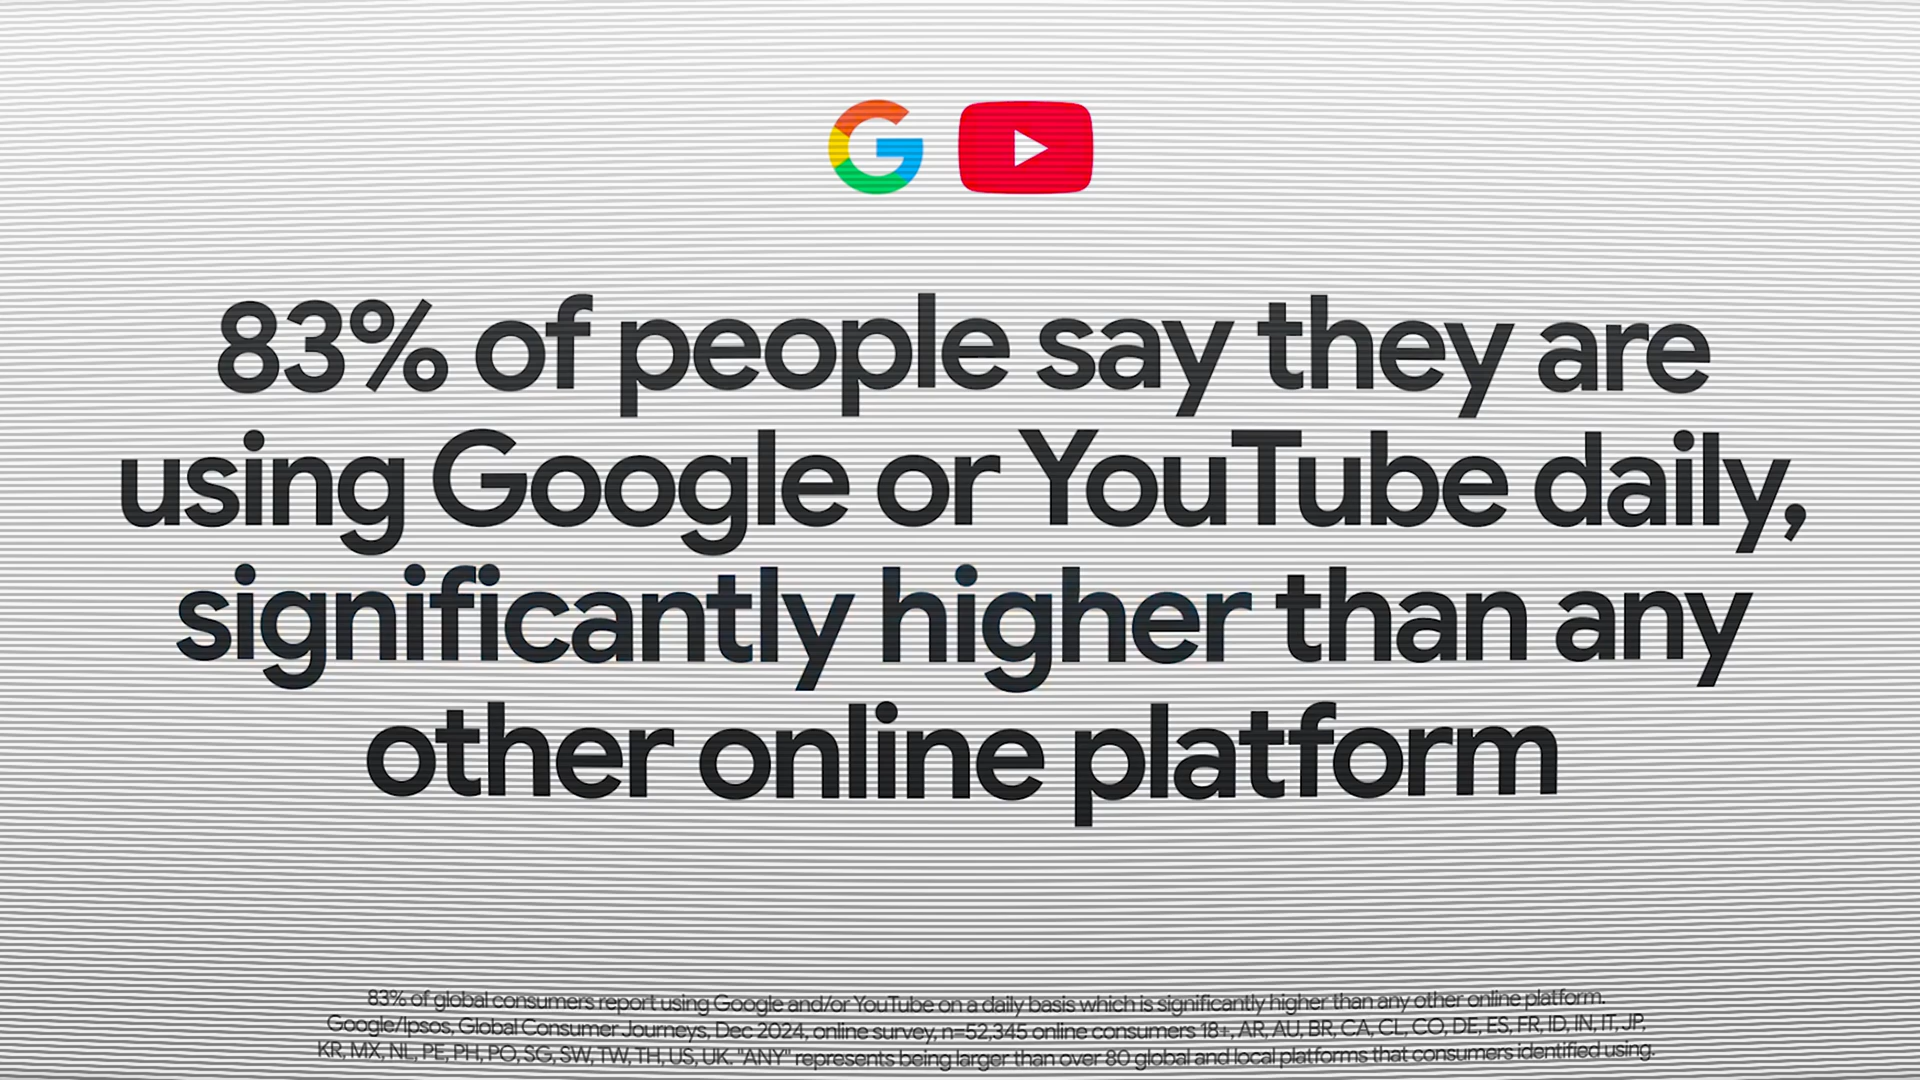 83% of people say they are
using Google or YouTube daily,
significantly higher than any
other online platform
83% of global consumers report using Google and/or YouTube on a daily basis which is significantly higher than any other online platform.
Google/Ipsos, Global Consumer Journeys, Dec 2024, online survey, n=52,345 online consumers 18+, AR, AU, BR, CA, CL, CO, DE, ES, FR, ID, IN, IT, JP,
KR, MX, NL, PE, PH, PO, SG, SW, TW, TH, US, UK. "ANY" represents being larger than over 80 global and local platforms that consumers identified using.